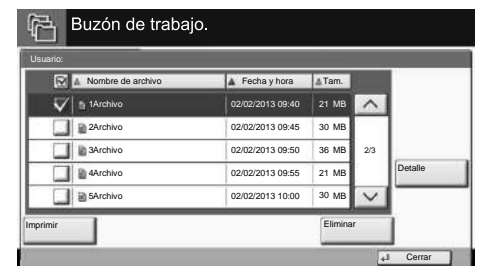 Buzón de trabajo.
Usuario:
Nombre de archivo Fecha y hora Tam.
1Archivo 02/02/2013 09:40 21 MB
2Archivo 02/02/2013 09:45 30 MB
3Archivo 02/02/2013 09:50 36 MB 2/3
4Archivo 02/02/2013 09:55 21 MB
Detalle
5Archivo 02/02/2013 10:00 30 MB
Imprimir Eliminar
Cerrar